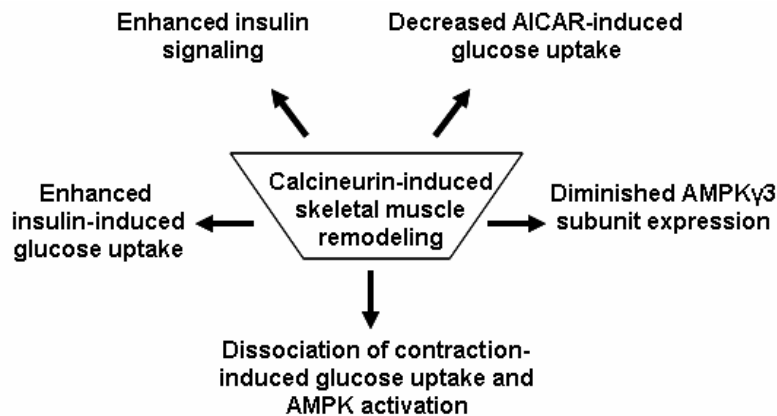 Enhanced insulin
signaling
Decreased AICAR-induced
glucose uptake
Enhanced
insulin-induced
glucose uptake
Calcineurin-induced
skeletal muscle
remodeling
Diminished AMPKγ3
subunit expression
Dissociation of contraction-
induced glucose uptake and
AMPK activation